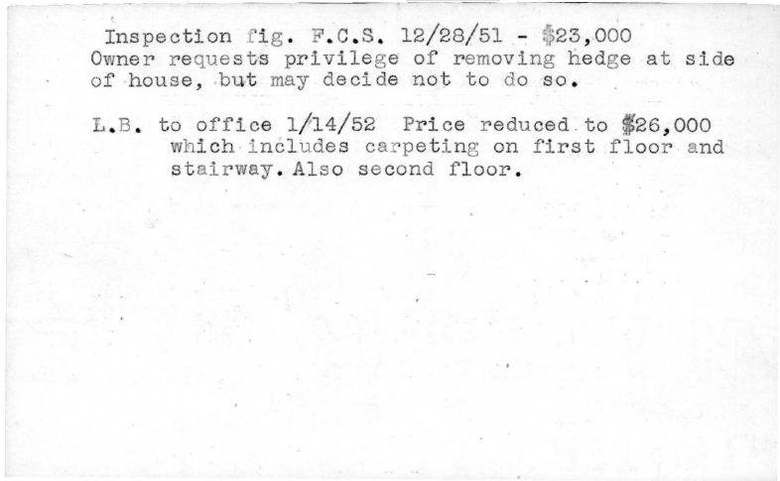 Inspection fig. F.C.S. 12/28/51 - $23,000
Owner requests privilege of removing hedge at side
of house, but may decide not to do so.
L.B. to office 1/14/52 Price reduced to $26,000
which includes carpeting on first floor and
stairway. Also second floor.